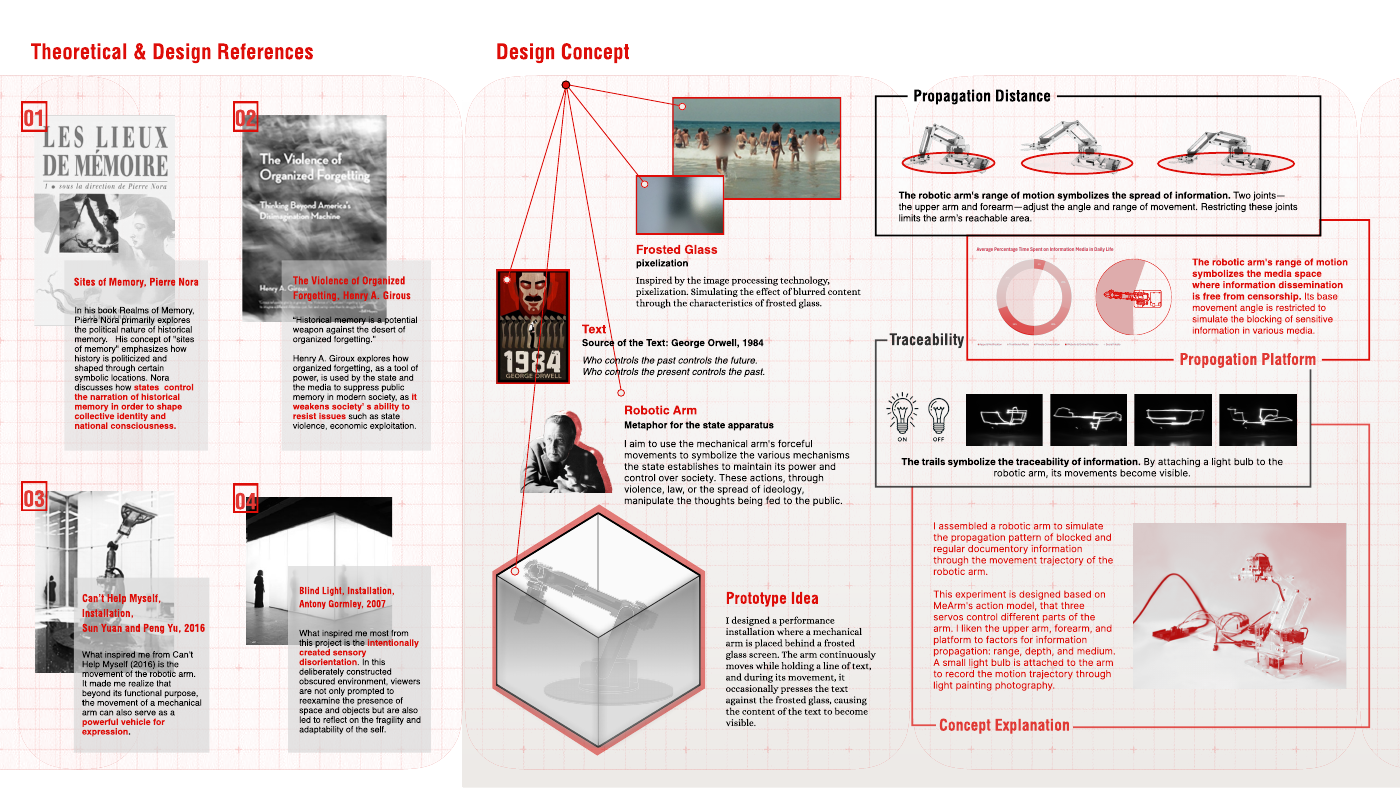 Theoretical & Design References
01
LES LIEUX
DE MÉMOIRE
1 • sous la direction de Pierre Nora
Sites of Memory, Pierre Nora
In his book Realms of Memory,
Pierre Nora primarily explores
the political nature of historical
memory. His concept of "sites
of memory" emphasizes how
history is politicized and
shaped through certain
symbolic locations. Nora
discusses how states control
the narration of historical
memory in order to shape
collective identity and
national consciousness.
02
The Violence of
Organized Forgetting
Thinking Beyond America's
Disimagination Machine
Henry A. Giroux
The Violence of Organized
Forgetting, Henry A. Girous
“Historical memory is a potential
weapon against the desert of
organized forgetting.”
Henry A. Giroux explores how
organized forgetting, as a tool of
power, is used by the state and
the media to suppress public
memory in modern society, as it
weakens society' s ability to
resist issues such as state
violence, economic exploitation.
03
Can't Help Myself,
Installation,
Sun Yuan and Peng Yu, 2016
What inspired me from Can't
Help Myself (2016) is the
movement of the robotic arm.
It made me realize that
beyond its functional purpose,
the movement of a mechanical
arm can also serve as a
powerful vehicle for
expression.
04
Blind Light, Installation,
Antony Gormley, 2007
What inspired me most from
this project is the intentionally
created sensory
disorientation. In this
deliberately constructed
obscured environment, viewers
are not only prompted to
reexamine the presence of
space and objects but are also
led to reflect on the fragility and
adaptability of the self.
Design Concept
Frosted Glass
pixelization
Inspired by the image processing technology,
pixelization. Simulating the effect of blurred content
through the characteristics of frosted glass.
1984
GEORGE ORWELL
Text
Source of the Text: George Orwell, 1984
Who controls the past controls the future.
Who controls the present controls the past.
Robotic Arm
Metaphor for the state apparatus
I aim to use the mechanical arm's forceful
movements to symbolize the various mechanisms
the state establishes to maintain its power and
control over society. These actions, through
violence, law, or the spread of ideology,
manipulate the thoughts being fed to the public.
Prototype Idea
I designed a performance
installation where a mechanical
arm is placed behind a frosted
glass screen. The arm continuously
moves while holding a line of text,
and during its movement, it
occasionally presses the text
against the frosted glass, causing
the content of the text to become
visible.
Propagation Distance
The robotic arm's range of motion symbolizes the spread of information. Two joints—
the upper arm and forearm—adjust the angle and range of movement. Restricting these joints
limits the arm's reachable area.
Average Percentage Time Spent on Information Media in Daily Life
The robotic arm's range of motion
symbolizes the media space
where information dissemination
is free from censorship. Its base
movement angle is restricted to
simulate the blocking of sensitive
information in various media.
Propogation Platform
Traceability
ON
OFF
The trails symbolize the traceability of information. By attaching a light bulb to the
robotic arm, its movements become visible.
I assembled a robotic arm to simulate
the propagation pattern of blocked and
regular documentory information
through the movement trajectory of the
robotic arm.
This experiment is designed based on
MeArm's action model, that three
servos control different parts of the
arm. I liken the upper arm, forearm, and
platform to factors for information
propagation: range, depth, and medium.
A small light bulb is attached to the arm
to record the motion trajectory through
light painting photography.
Concept Explanation